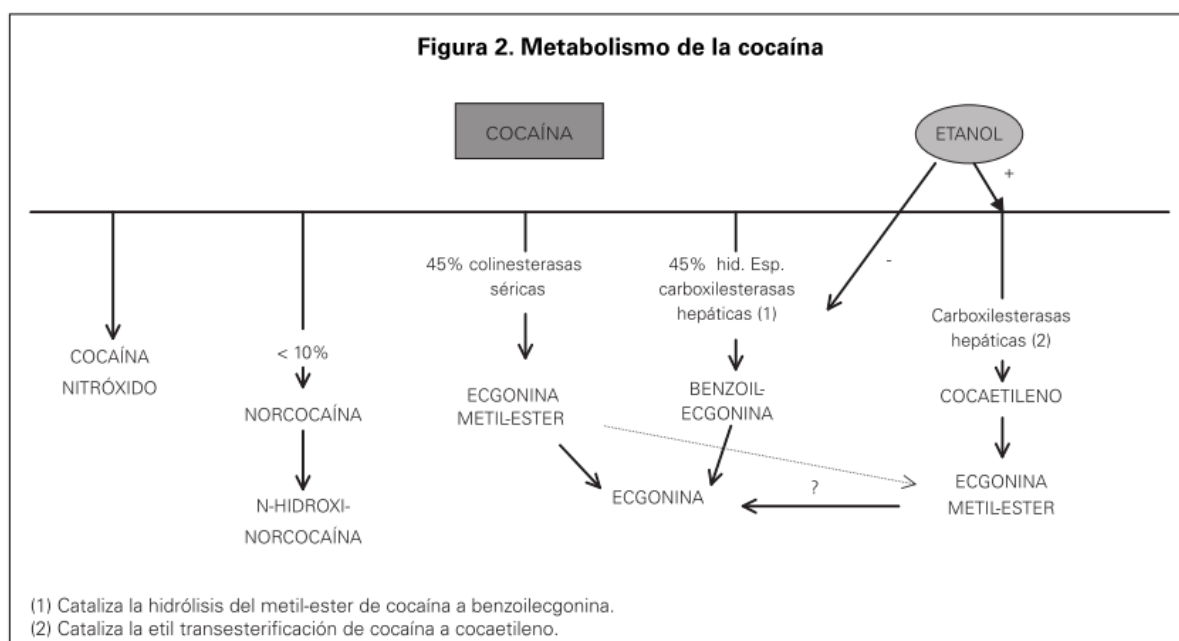 Figura 2. Metabolismo de la cocaína
COCAÍNA
ETANOL
+
-
COCAÍNA
NITRÓXIDO
< 10%
NORCOCAÍNA
N-HIDROXI-
NORCOCAÍNA
45% colinesterasas
séricas
ECGONINA
METIL-ESTER
45% hid. Esp.
carboxilesterasas
hepáticas (1)
BENZOIL-
ECGONINA
ECGONINA
?
Carboxilesterasas
hepáticas (2)
COCAETILENO
ECGONINA
METIL-ESTER
(1) Cataliza la hidrólisis del metil-ester de cocaína a benzoilecgonina.
(2) Cataliza la etil transesterificación de cocaína a cocaetileno.